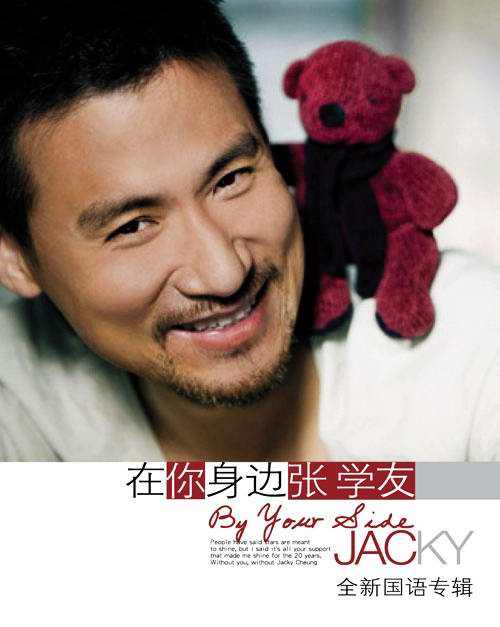 在你身边张 学友
By Your Side
People have said stars are meant
to shine, but I said it's all your support
that made me shine for the 20 years,
Without you, without Jacky Cheung
JACKY
全新国语专辑